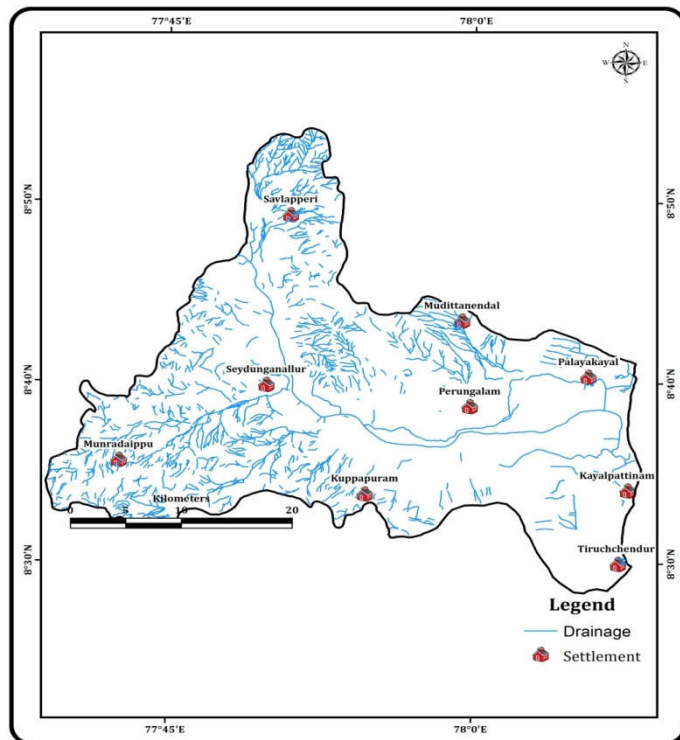 77°45'E 78°0'E
N
W E
S
8°50'N 8°50'N
Savlapperi
Mudittanendal
Seydunganallur
Palayakayal
8°40'N 8°40'N
Perungalam
Munradaippu
Kuppapuram
Kayalpattinam
Kilometers
0 5 10 20
Tiruchchendur
8°30'N 8°30'N
Legend
Drainage
Settlement
77°45'E 78°0'E